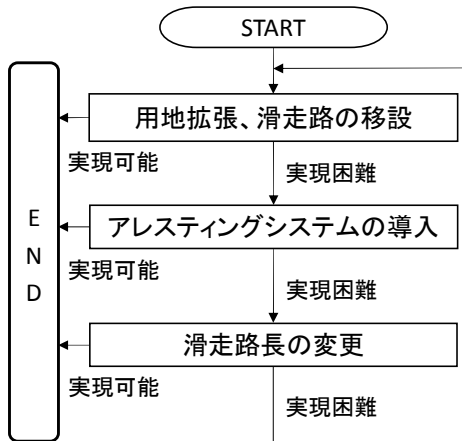 START
用地拡張、滑走路の移設
実現可能
実現困難
アレスティングシステムの導入
実現可能
実現困難
滑走路長の変更
実現可能
実現困難
E
N
D